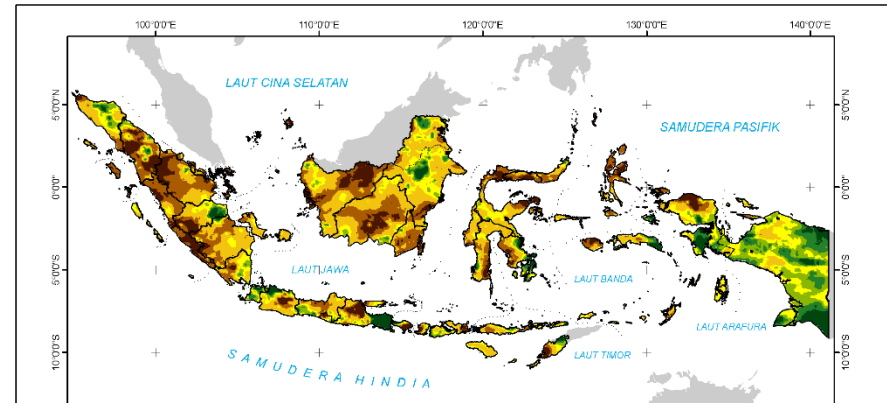 100°0'0"E 110°0'0"E 120°0'0"E 130°0'0"E 140°0'0"E
LAUT CINA SELATAN
5°0'0"N 5°0'0"N
SAMUDERA PASIFIK
0°0'0"N 0°0'0"N
LAUT JAWA
5°0'0"S 5°0'0"S
LAUT BANDA
LAUT ARAFURA
10°0'0"S 10°0'0"S
LAUT TIMOR
SAMUDERA HINDIA